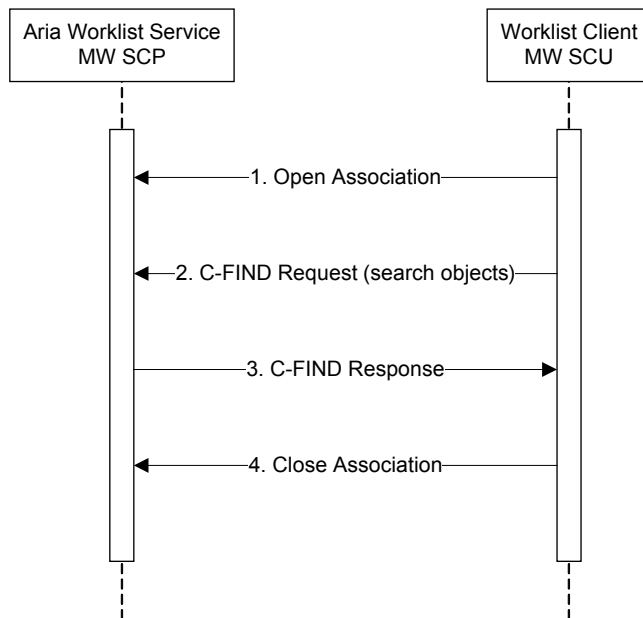 Aria Worklist Service
MW SCP
Worklist Client
MW SCU
1. Open Association
2. C-FIND Request (search objects)
3. C-FIND Response
4. Close Association